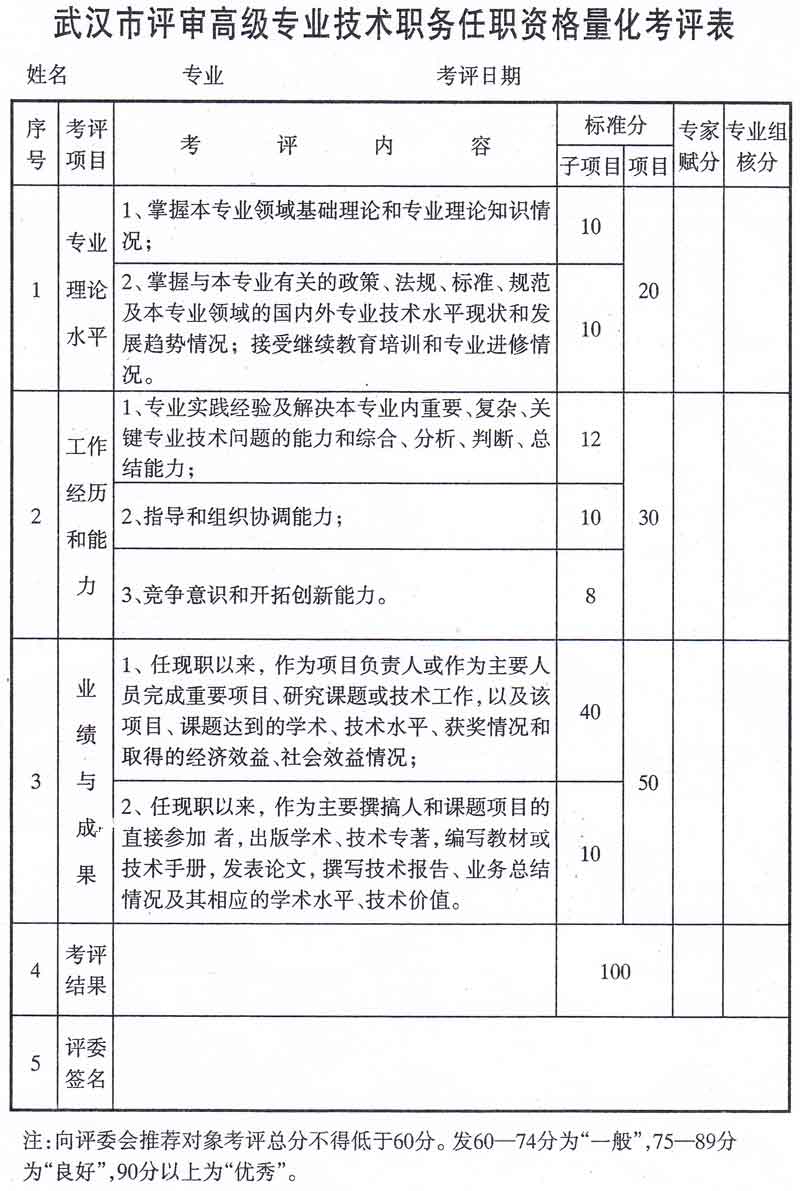 武汉市评审高级专业技术职务任职资格量化考评表
姓名 专业 考评日期
序号 考评项目 考评内容 标准分 专家赋分 专业组核分
子项目 项目
1 专业理论水平
1、掌握本专业领域基础理论和专业理论知识情
况;
10
2、掌握与本专业有关的政策、法规、标准、规范
及本专业领域的国内外专业技术水平现状和发
展趋势情况；接受继续教育培训和专业进修情
况。
10
20
2 工作经历和能力
1、专业实践经验及解决本专业内重要、复杂、关
键专业技术问题的能力和综合、分析、判断、总
结能力;
12
2、指导和组织协调能力;
10
3、竞争意识和开拓创新能力。
8
30
3 业绩与成果
1、任现职以来，作为项目负责人或作为主要人
员完成重要项目、研究课题或技术工作，以及该
项目、课题达到的学术、技术水平、获奖情况和
取得的经济效益、社会效益情况;
40
2、任现职以来，作为主要撰搞人和课题项目的
直接参加 者，出版学术、技术专著，编写教材或
技术手册，发表论文，撰写技术报告、业务总结
情况及其相应的学术水平、技术价值。
10
50
4 考评结果 100
5 评委签名
注:向评委会推荐对象考评总分不得低于60分。发60—74分为“一般”,75—89分
为“良好”,90分以上为“优秀”。